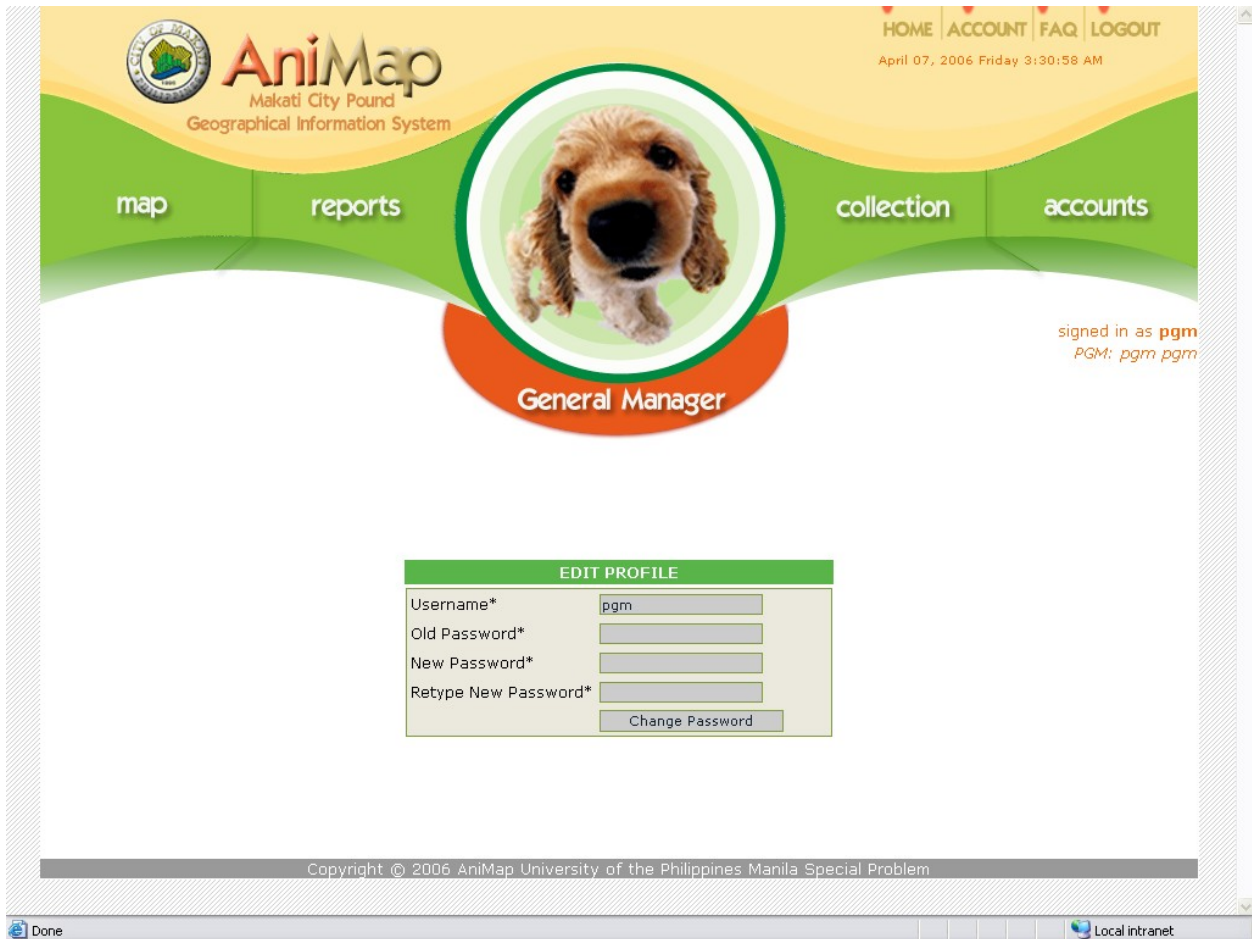 HOME ACCOUNT FAQ LOGOUT
April 07, 2006 Friday 3:30:58 AM
AniMap
Makati City Pound
Geographical Information System
map reports collection accounts
signed in as pgm
PGM: pgm pgm
General Manager
EDIT PROFILE
Username* pgm
Old Password*
New Password*
Retype New Password*
Change Password
Copyright © 2006 AniMap University of the Philippines Manila Special Problem
Done Local intranet